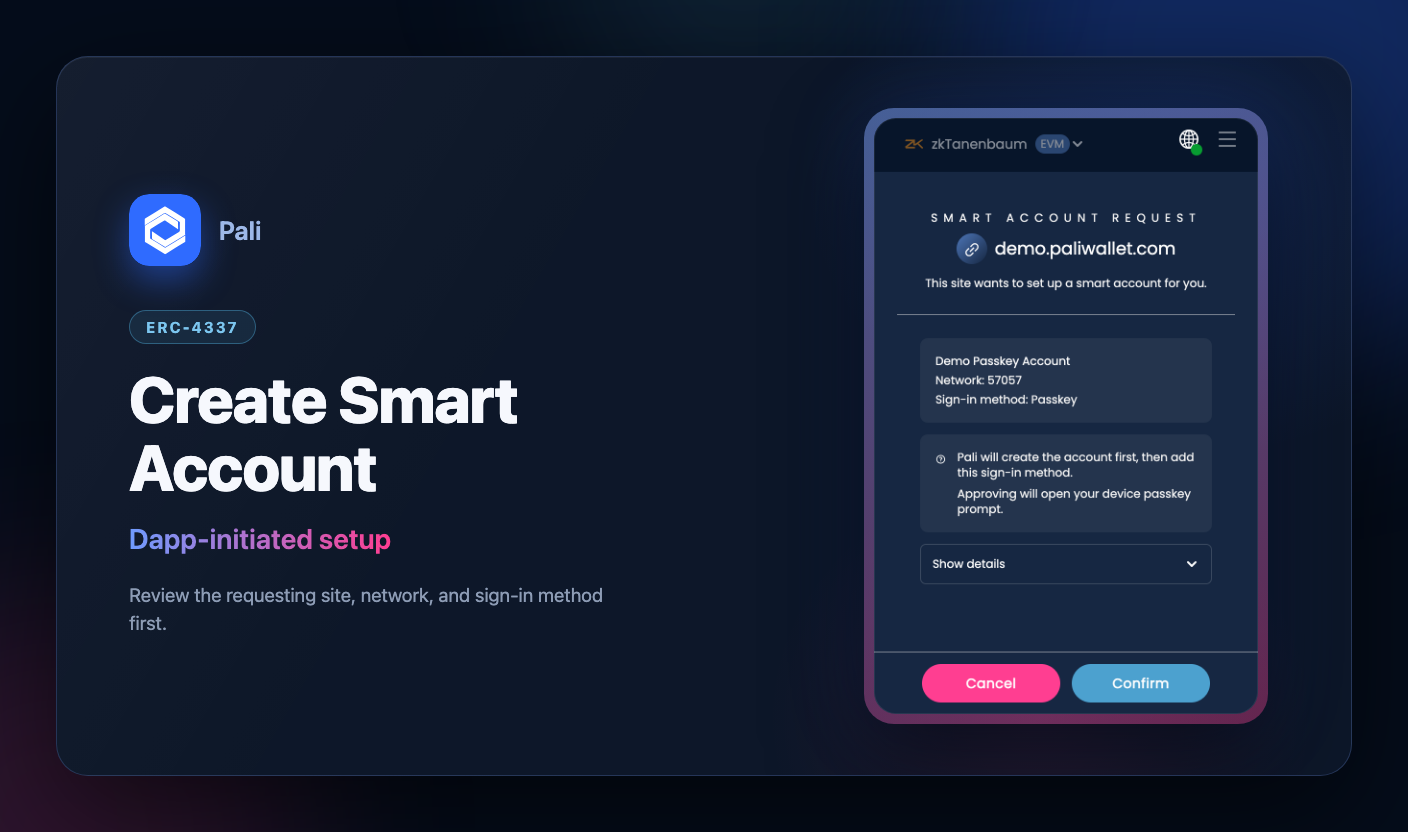 Pali
ERC-4337
Create Smart
Account
Dapp-initiated setup
Review the requesting site, network, and sign-in method
first.
ZK zkTanenbaum EVM
SMART ACCOUNT REQUEST
demo.paliwallet.com
This site wants to set up a smart account for you.
Demo Passkey Account
Network: 57057
Sign-in method: Passkey
Pali will create the account first, then add
this sign-in method.
Approving will open your device passkey
prompt.
Show details
Cancel
Confirm